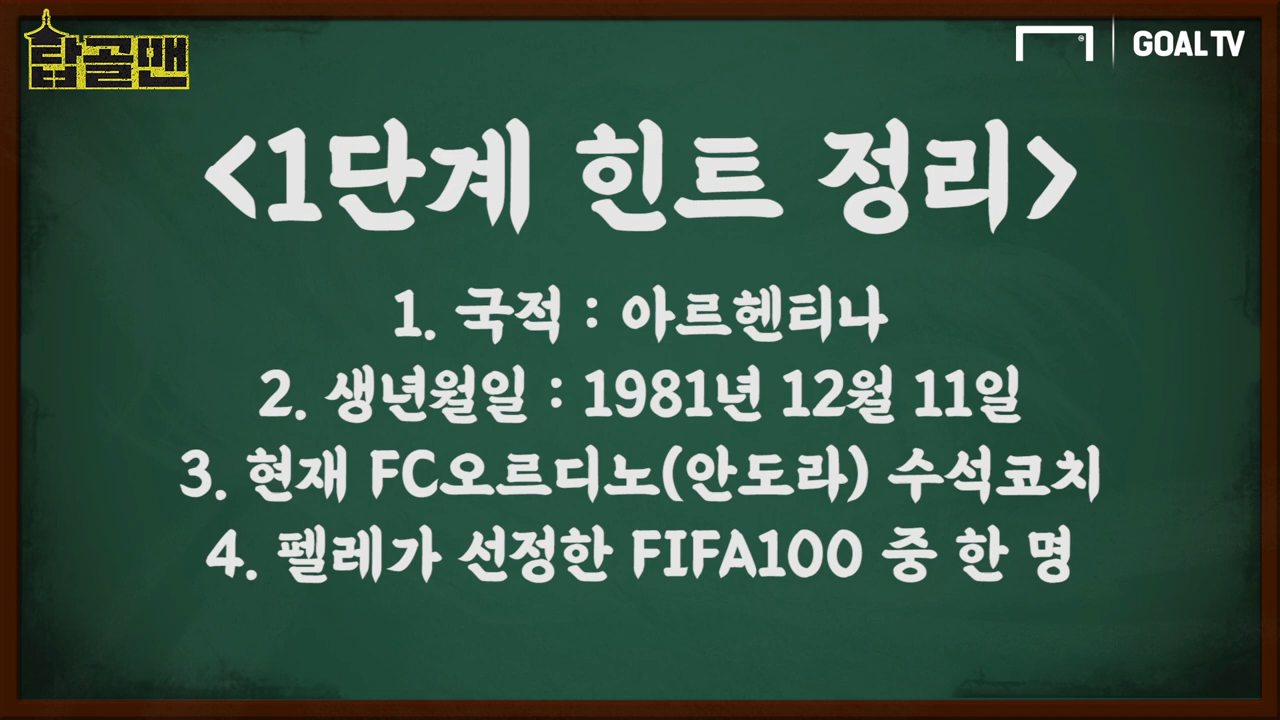 탑골맨
GOAL TV
<1단계 힌트 정리>
1. 국적 : 아르헨티나
2. 생년월일 : 1981년 12월 11일
3. 현재 FC오르디노(안도라) 수석코치
4. 펠레가 선정한 FIFA100 중 한 명